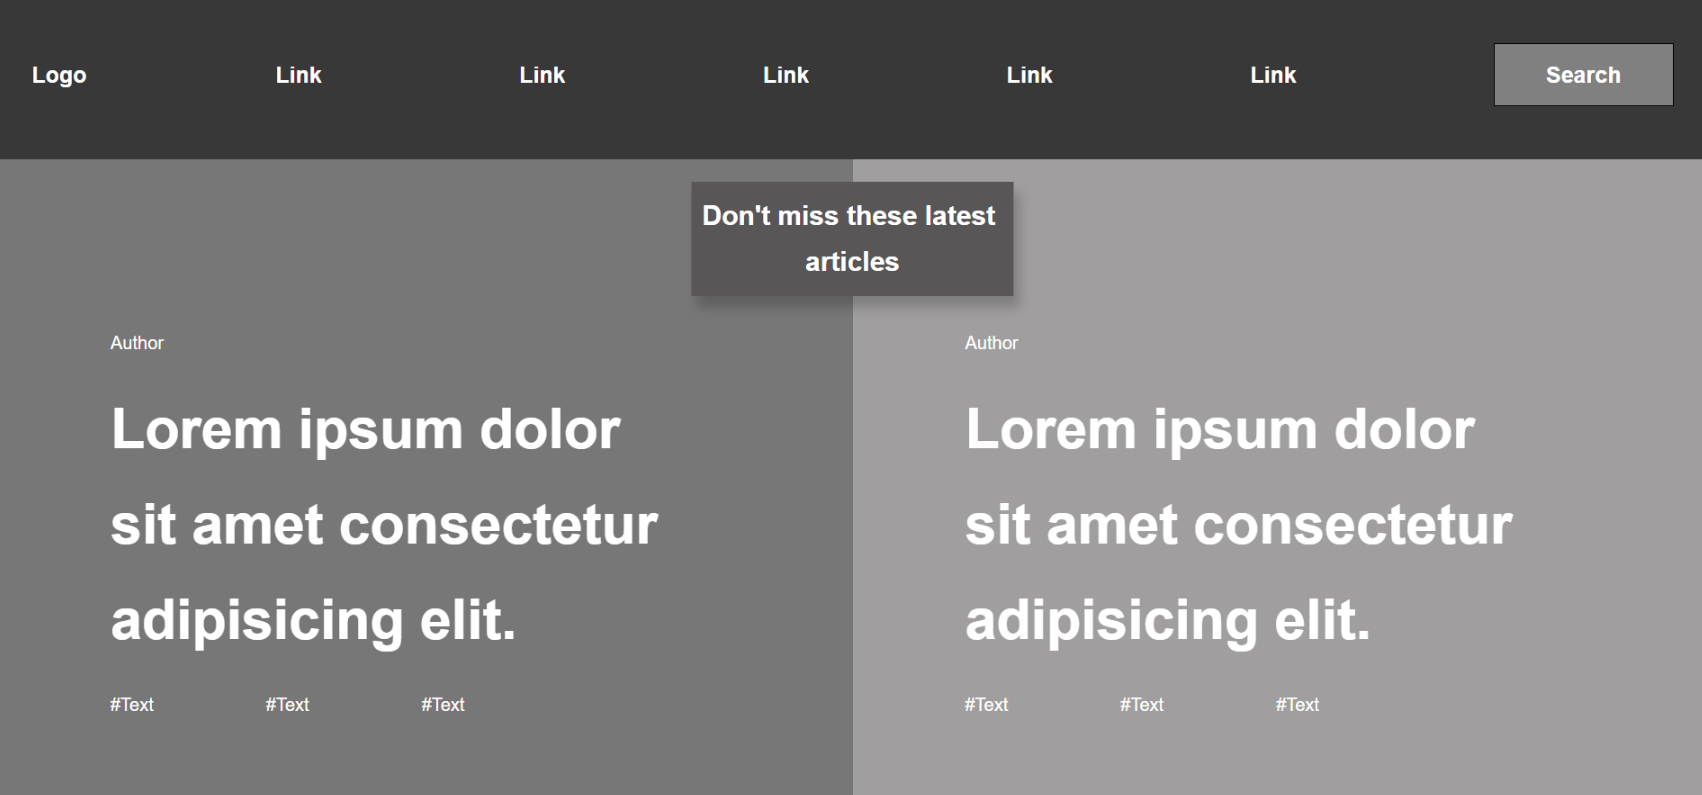 Logo
Link
Link
Link
Link
Link
Search
Don't miss these latest
articles
Author
Lorem ipsum dolor
sit amet consectetur
adipisicing elit.
#Text
#Text
#Text
Author
Lorem ipsum dolor
sit amet consectetur
adipisicing elit.
#Text
#Text
#Text